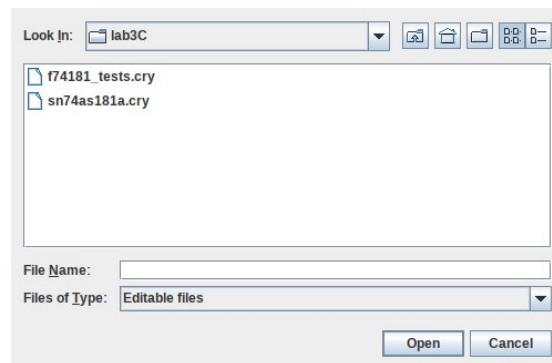 Look In: lab3C
f74181_tests.cry
sn74as181a.cry
File Name:
Files of Type: Editable files
Open Cancel